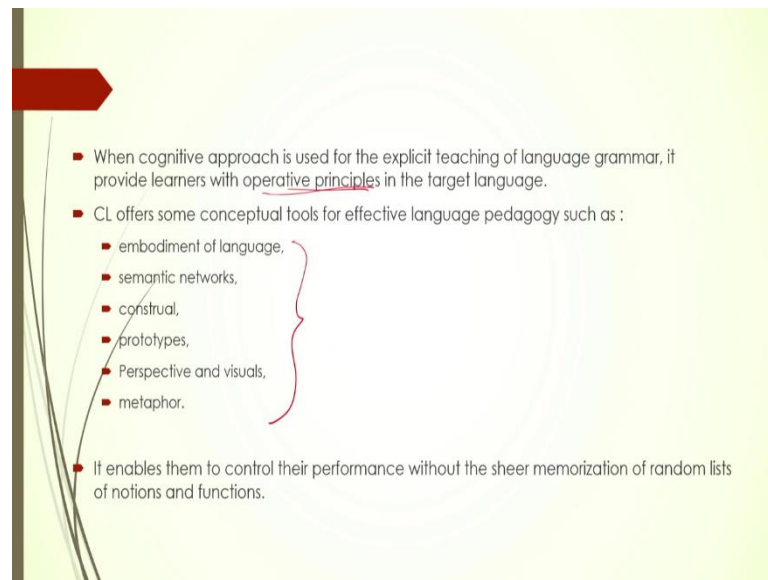 When cognitive approach is used for the explicit teaching of language grammar, it
provide learners with operative principles in the target language.
CL offers some conceptual tools for effective language pedagogy such as :
embodiment of language,
semantic networks,
construal,
prototypes,
Perspective and visuals,
metaphor.
It enables them to control their performance without the sheer memorization of random lists
of notions and functions.